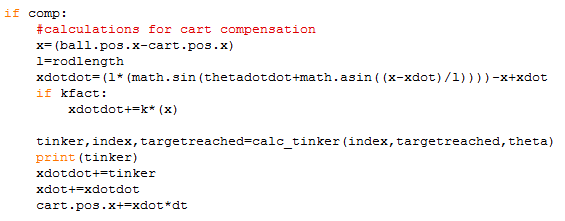 if comp:
    #calculations for cart compensation
    x=(ball.pos.x-cart.pos.x)
    l=rodlength
    xdotdot=(l*(math.sin(thetadotdot+math.asin((x-xdot)/l))))-x+xdot
    if kfact:
        xdotdot+=k*(x)
    tinker,index,targetreached=calc_tinker(index,targetreached,theta)
    print(tinker)
    xdotdot+=tinker
    xdot+=xdotdot
    cart.pos.x+=xdot*dt